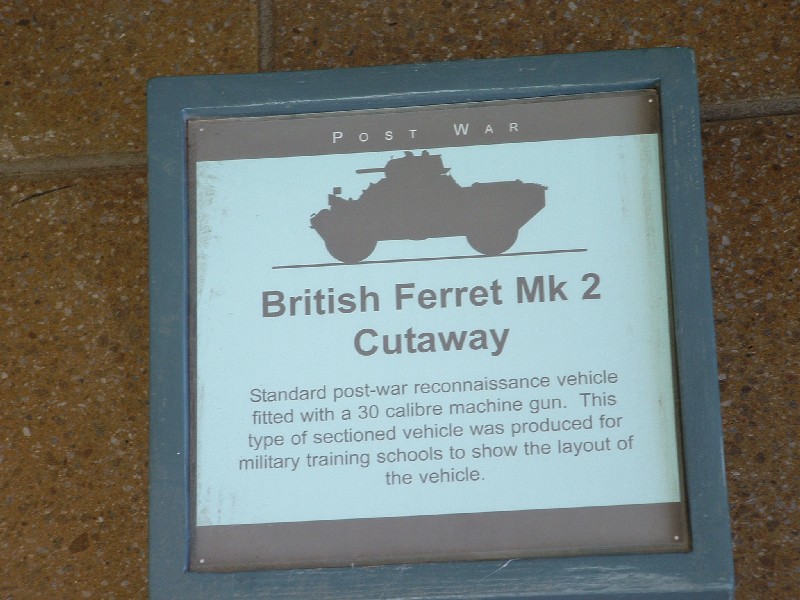 Post War
British Ferret Mk 2
Cutaway
Standard post-war reconnaissance vehicle
fitted with a 30 calibre machine gun. This
type of sectioned vehicle was produced for
military training schools to show the layout of
the vehicle.